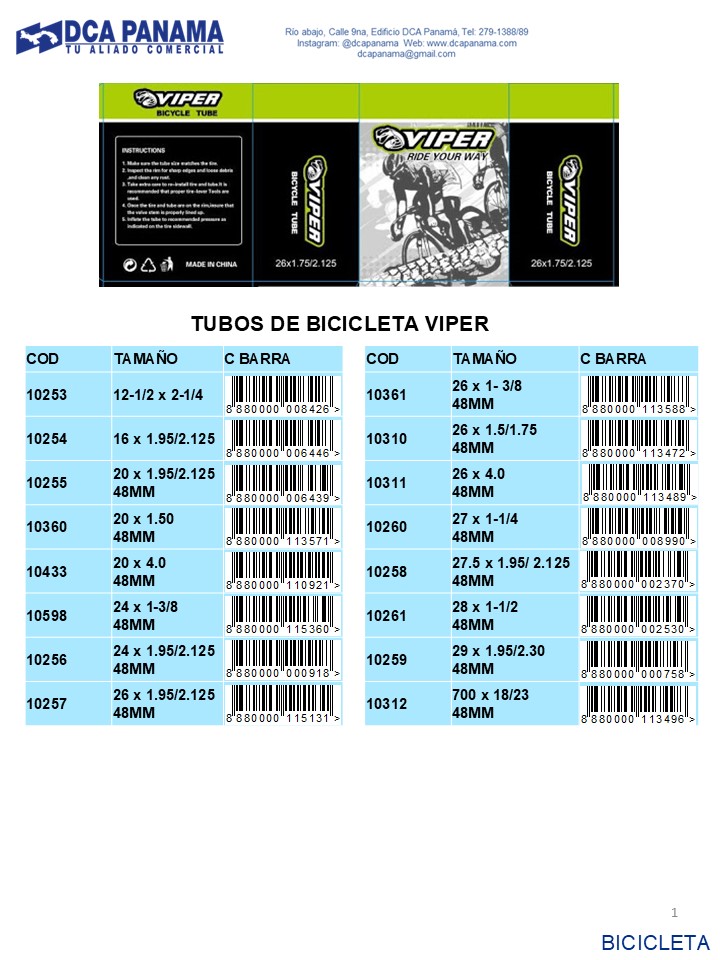 DCA PANAMA
TU ALIADO COMERCIAL
Río abajo, Calle 9na, Edificio DCA Panamá, Tel: 279-1388/89
Instagram: @dcapanama Web: www.dcapanama.com
dcapanama@gmail.com
VIPER
BICYCLE TUBE
INSTRUCTIONS
1. Make sure the tube size matches the tire.
2. Inspect the rim for sharp edges and loose debris
,and clean any rust.
3. Take extra care to re-install tire and tube.It is
recommended that proper tire-lever Tools are
used.
4. Once the tire and tube are on the rim,insure that
the valve stem is properly lined up.
5. Inflate the tube to recommended pressure as
indicated on the tire sidewall.
MADE IN CHINA
VIPER
BICYCLE TUBE
26x1.75/2.125
VIPER
RIDE YOUR WAY
VIPER
BICYCLE TUBE
26x1.75/2.125
TUBOS DE BICICLETA VIPER
COD TAMAÑO C BARRA
10253 12-1/2 x 2-1/4 8 880000 008426 >
10254 16 x 1.95/2.125 8 880000 006446 >
10255 20 x 1.95/2.125
48MM 8 880000 006439 >
10360 20 x 1.50
48MM 8 880000 113571 >
10433 20 x 4.0
48MM 8 880000 110921 >
10598 24 x 1-3/8
48MM 8 880000 115360 >
10256 24 x 1.95/2.125
48MM 8 880000 000918 >
10257 26 x 1.95/2.125
48MM 8 880000 115131 >
COD TAMAÑO C BARRA
10361 26 x 1- 3/8
48MM 8 880000 113588 >
10310 26 x 1.5/1.75
48MM 8 880000 113472 >
10311 26 x 4.0
48MM 8 880000 113489 >
10260 27 x 1-1/4
48MM 8 880000 008990 >
10258 27.5 x 1.95/ 2.125
48MM 8 880000 002370 >
10261 28 x 1-1/2
48MM 8 880000 002530 >
10259 29 x 1.95/2.30
48MM 8 880000 000758 >
10312 700 x 18/23
48MM 8 880000 113496 >
1
BICICLETA